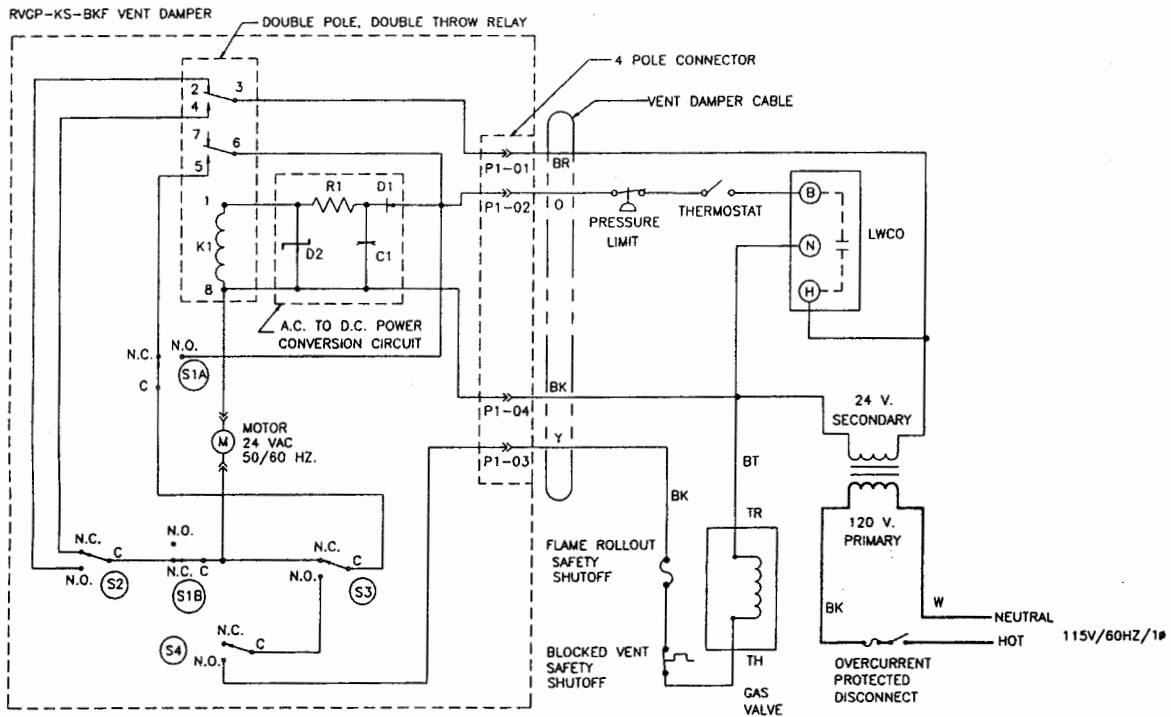 RVGP-KS-BKF VENT DAMPER
DOUBLE POLE, DOUBLE THROW RELAY
4 POLE CONNECTOR
VENT DAMPER CABLE
2
3
4
7
6
5
1
R1
D1
K1
D2
C1
8
A.C. TO D.C. POWER
CONVERSION CIRCUIT
P1-01
BR
P1-02
O
PRESSURE
LIMIT
THERMOSTAT
B
N
H
LWCO
N.C.
N.O.
S1A
C
MOTOR
24 VAC
50/60 HZ.
M
P1-04
BK
P1-03
Y
24 V.
SECONDARY
BK
BT
120 V.
PRIMARY
N.C.
C
N.O.
S2
N.O.
N.C.
C
S1B
N.C.
C
N.O.
S3
S4
N.C.
C
N.O.
FLAME ROLLOUT
SAFETY
SHUTOFF
BLOCKED VENT
SAFETY
SHUTOFF
TR
TH
GAS
VALVE
BK
W
NEUTRAL
HOT
115V/60HZ/1ø
OVERCURRENT
PROTECTED
DISCONNECT